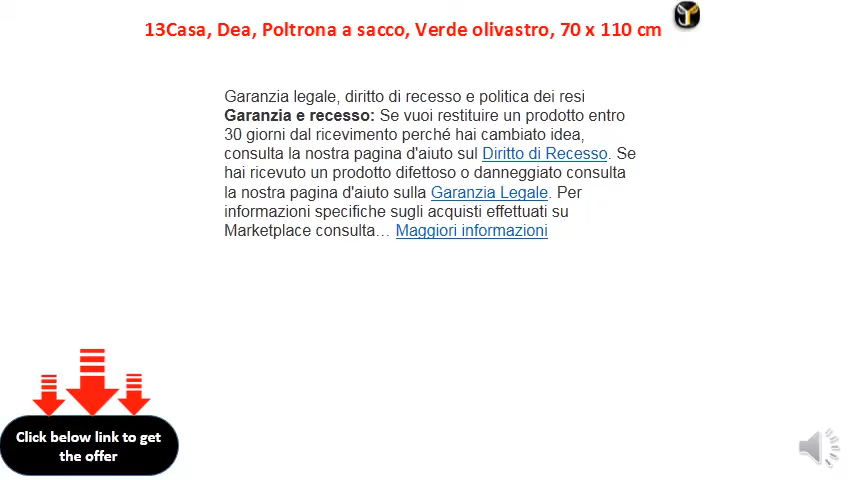 13Casa, Dea, Poltrona a sacco, Verde olivastro, 70 x 110 cm
Garanzia legale, diritto di recesso e politica dei resi
Garanzia e recesso: Se vuoi restituire un prodotto entro
30 giorni dal ricevimento perché hai cambiato idea,
consulta la nostra pagina d'aiuto sul Diritto di Recesso. Se
hai ricevuto un prodotto difettoso o danneggiato consulta
la nostra pagina d'aiuto sulla Garanzia Legale. Per
informazioni specifiche sugli acquisti effettuati su
Marketplace consulta… Maggiori informazioni
Click below link to get
the offer